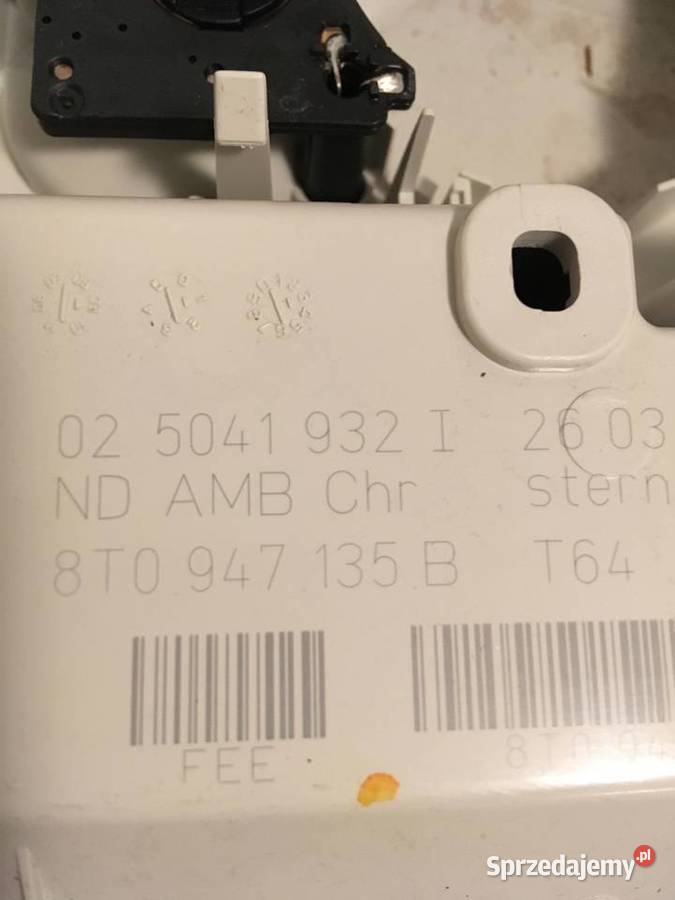 02 5041 932 I 26 03
ND AMB Chr stern
8T0 947 135 B T64
FEE
8T0 94
Sprzedajemy.pl